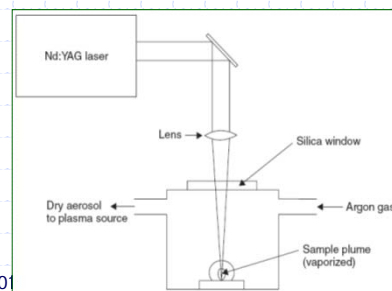 Nd:YAG laser
Lens
Silica window
Dry aerosol
to plasma source
Argon gas
Sample plume
(vaporized)